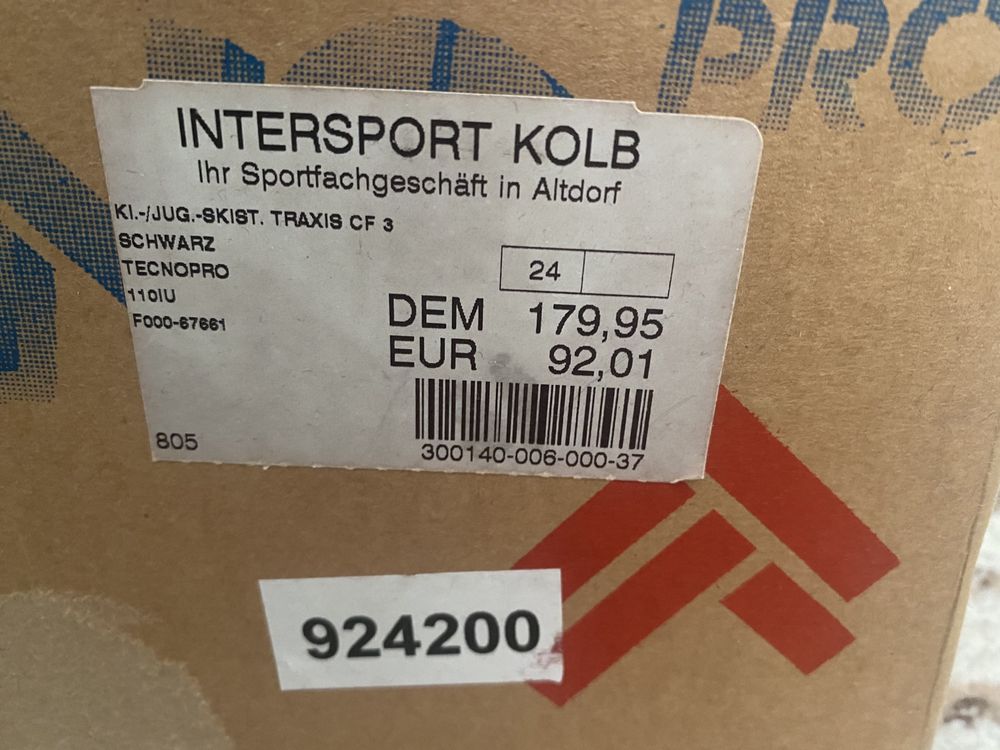 PRO
INTERSPORT KOLB
Ihr Sportfachgeschäft in Altdorf
KI.-/JUG.-SKIST. TRAXIS CF 3
SCHWARZ
TECNOPRO
24
110IU
DEM 179,95
F000-67661
EUR 92,01
805
300140-006-000-37
924200